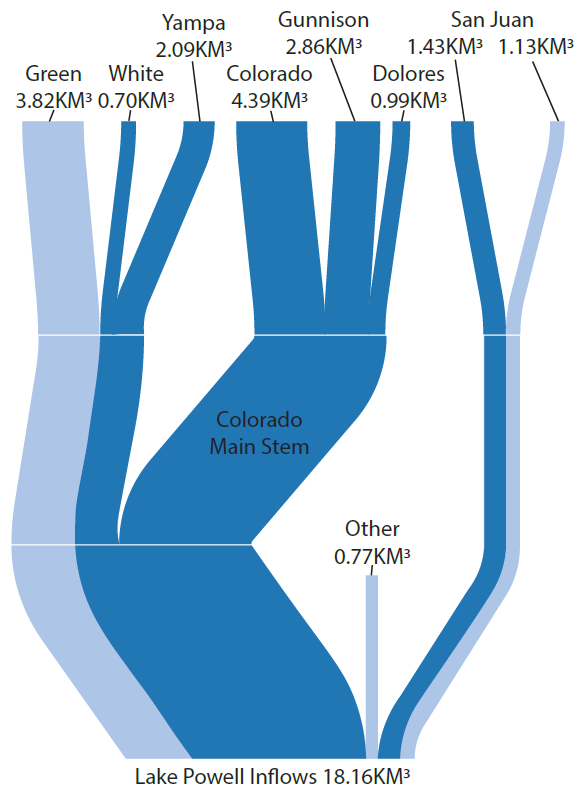 Yampa
2.09KM³
Gunnison
2.86KM³
San Juan
1.43KM³ 1.13KM³
Green
3.82KM³
White
0.70KM³
Colorado
4.39KM³
Dolores
0.99KM³
Colorado
Main Stem
Other
0.77KM³
Lake Powell Inflows 18.16KM³